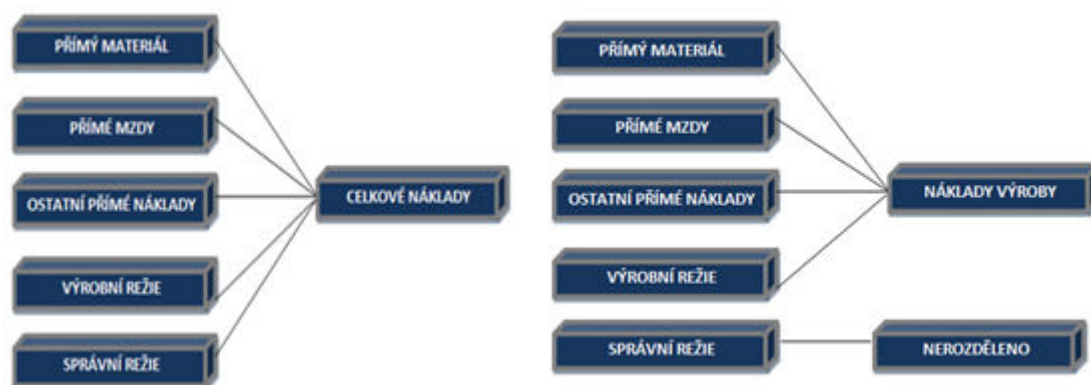 PŘÍMÝ MATERIÁL
PŘÍMÉ MZDY
OSTATNÍ PŘÍMÉ NÁKLADY
VÝROBNÍ REŽIE
SPRÁVNÍ REŽIE
CELKOVÉ NÁKLADY
PŘÍMÝ MATERIÁL
PŘÍMÉ MZDY
OSTATNÍ PŘÍMÉ NÁKLADY
VÝROBNÍ REŽIE
SPRÁVNÍ REŽIE
NÁKLADY VÝROBY
NEROZDĚLENO